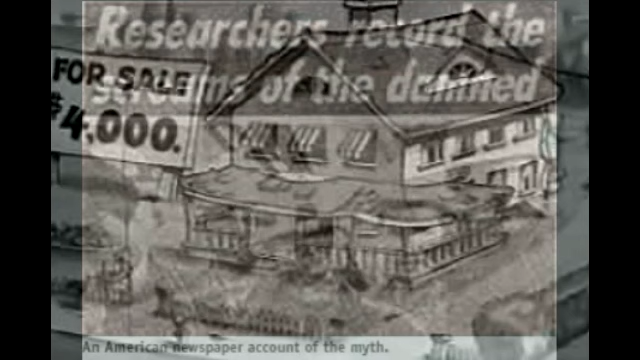 Researchers record the
screams of the damned
FOR SALE
$4,000.
An American newspaper account of the myth.